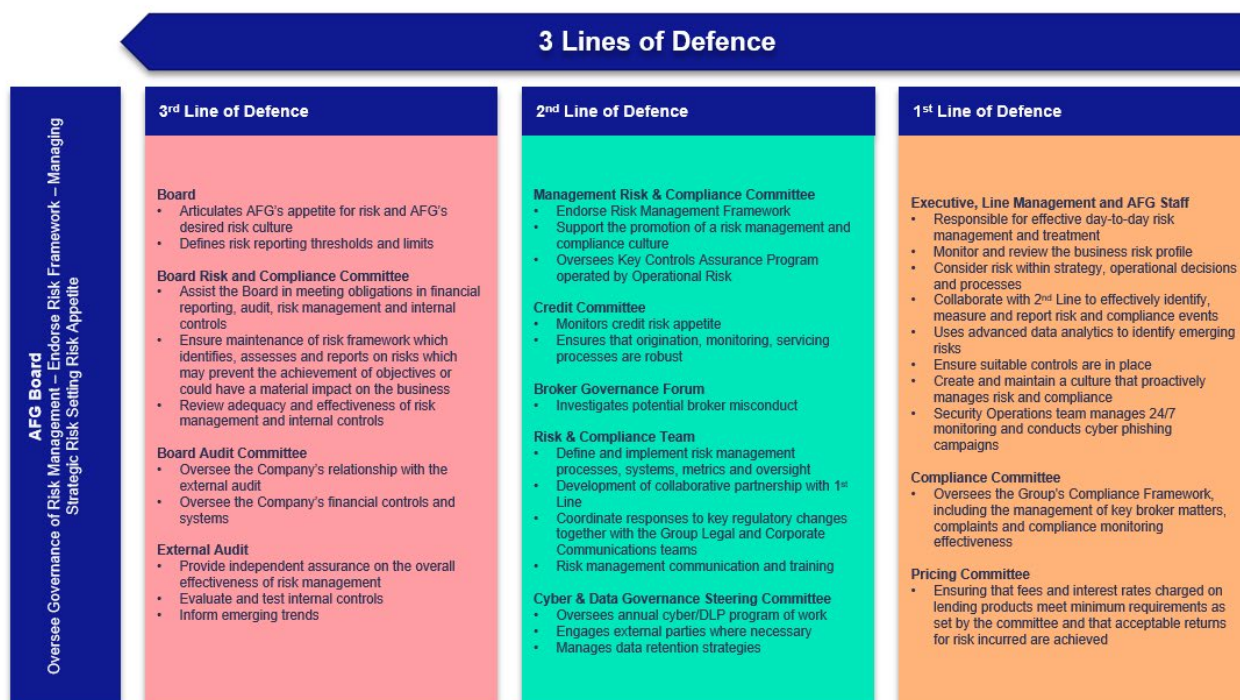 3 Lines of Defence
AFG Board
Oversee Governance of Risk Management – Endorse Risk Framework – Managing
Strategic Risk Setting Risk Appetite
3rd Line of Defence
Board
• Articulates AFG's appetite for risk and AFG's
desired risk culture
• Defines risk reporting thresholds and limits
Board Risk and Compliance Committee
• Assist the Board in meeting obligations in financial
reporting, audit, risk management and internal
controls
• Ensure maintenance of risk framework which
identifies, assesses and reports on risks which
may prevent the achievement of objectives or
could have a material impact on the business
• Review adequacy and effectiveness of risk
management and internal controls
Board Audit Committee
• Oversee the Company's relationship with the
external audit
• Oversee the Company's financial controls and
systems
External Audit
• Provide independent assurance on the overall
effectiveness of risk management
• Evaluate and test internal controls
• Inform emerging trends
2nd Line of Defence
Management Risk & Compliance Committee
• Endorse Risk Management Framework
• Support the promotion of a risk management and
compliance culture
• Oversees Key Controls Assurance Program
operated by Operational Risk
Credit Committee
• Monitors credit risk appetite
• Ensures that origination, monitoring, servicing
processes are robust
Broker Governance Forum
• Investigates potential broker misconduct
Risk & Compliance Team
• Define and implement risk management
processes, systems, metrics and oversight
• Development of collaborative partnership with 1st
Line
• Coordinate responses to key regulatory changes
together with the Group Legal and Corporate
Communications teams
• Risk management communication and training
Cyber & Data Governance Steering Committee
• Oversees annual cyber/DLP program of work
• Engages external parties where necessary
• Manages data retention strategies
1st Line of Defence
Executive, Line Management and AFG Staff
• Responsible for effective day-to-day risk
management and treatment
• Monitor and review the business risk profile
• Consider risk within strategy, operational decisions
and processes
• Collaborate with 2nd Line to effectively identify,
measure and report risk and compliance events
• Uses advanced data analytics to identify emerging
risks
• Ensure suitable controls are in place
• Create and maintain a culture that proactively
manages risk and compliance
• Security Operations team manages 24/7
monitoring and conducts cyber phishing
campaigns
Compliance Committee
• Oversees the Group's Compliance Framework,
including the management of key broker matters,
complaints and compliance monitoring
effectiveness
Pricing Committee
• Ensuring that fees and interest rates charged on
lending products meet minimum requirements as
set by the committee and that acceptable returns
for risk incurred are achieved